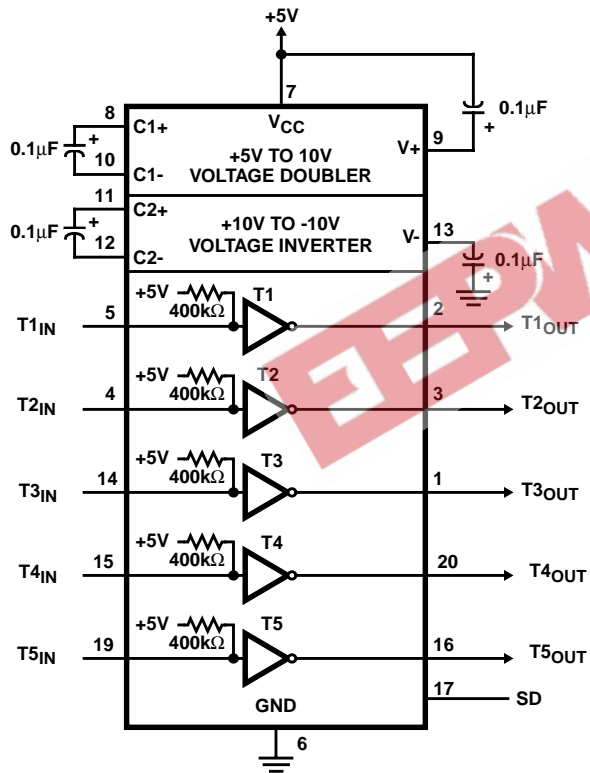 +5V
7
8
C1+
VCC
0.1µF
+
10
C1-
+5V TO 10V
VOLTAGE DOUBLER
V+
9
0.1µF
+
11
C2+
0.1µF
+
12
C2-
+10V TO -10V
VOLTAGE INVERTER
V-
13
0.1µF
+
T1IN
5
+5V
400kΩ
T1
2
T1OUT
T2IN
4
+5V
400kΩ
T2
3
T2OUT
T3IN
14
+5V
400kΩ
T3
1
T3OUT
T4IN
15
+5V
400kΩ
T4
20
T4OUT
T5IN
19
+5V
400kΩ
T5
16
T5OUT
17
SD
GND
6
EEPW